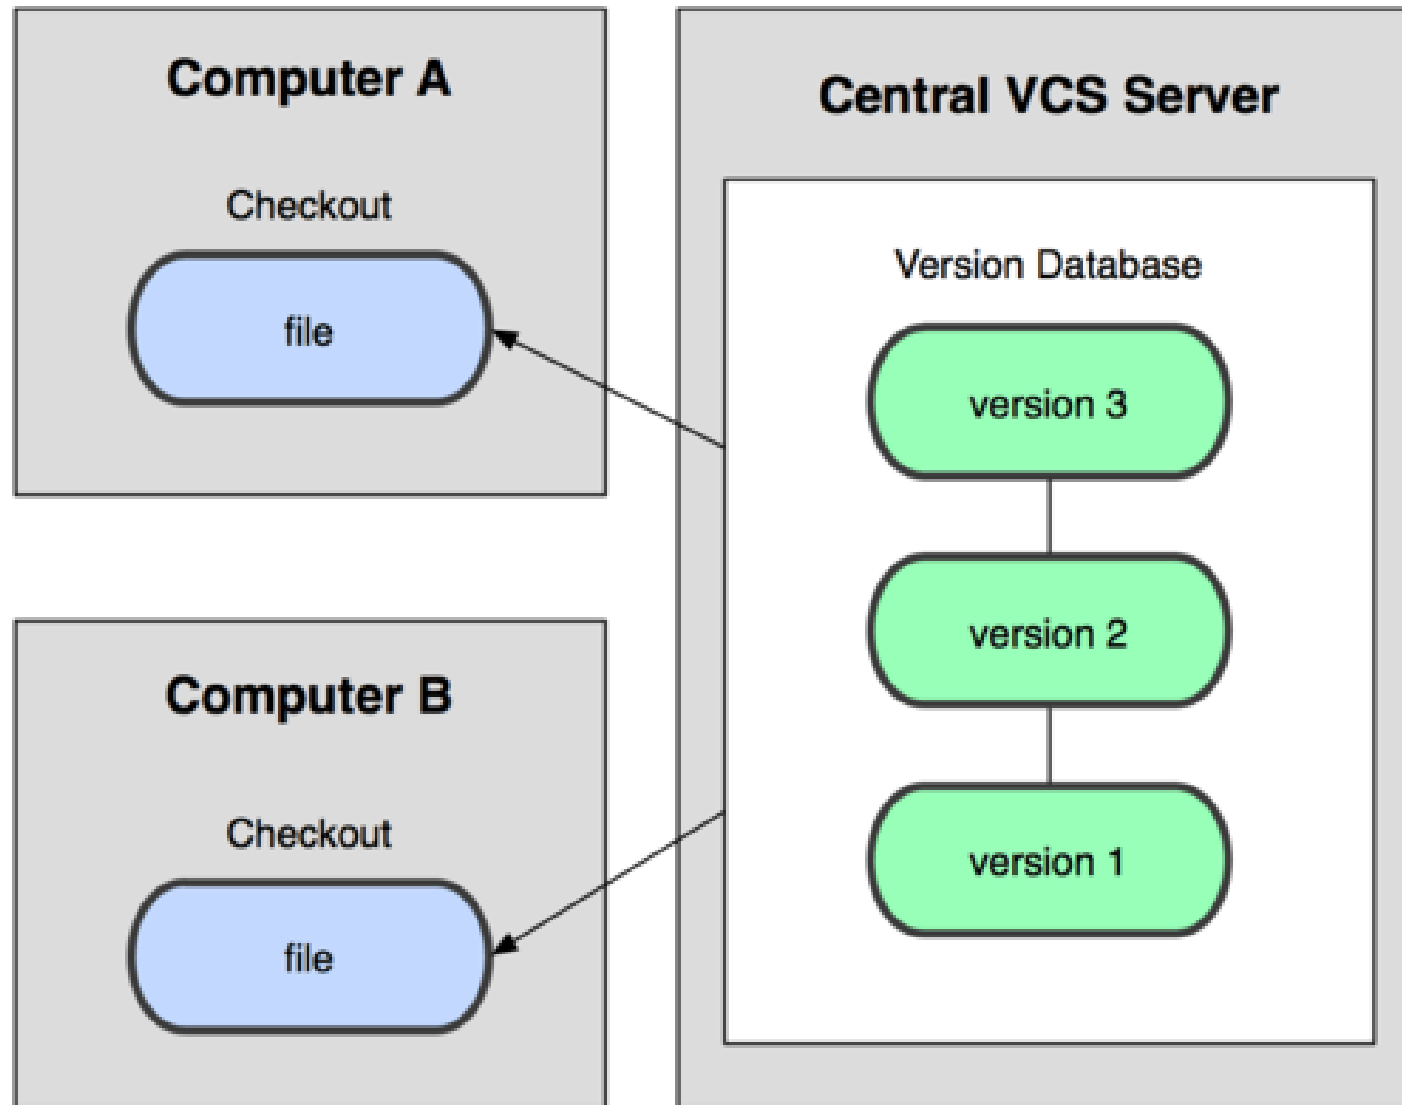 Computer A
Checkout
file
Computer B
Checkout
file
Central VCS Server
Version Database
version 3
version 2
version 1